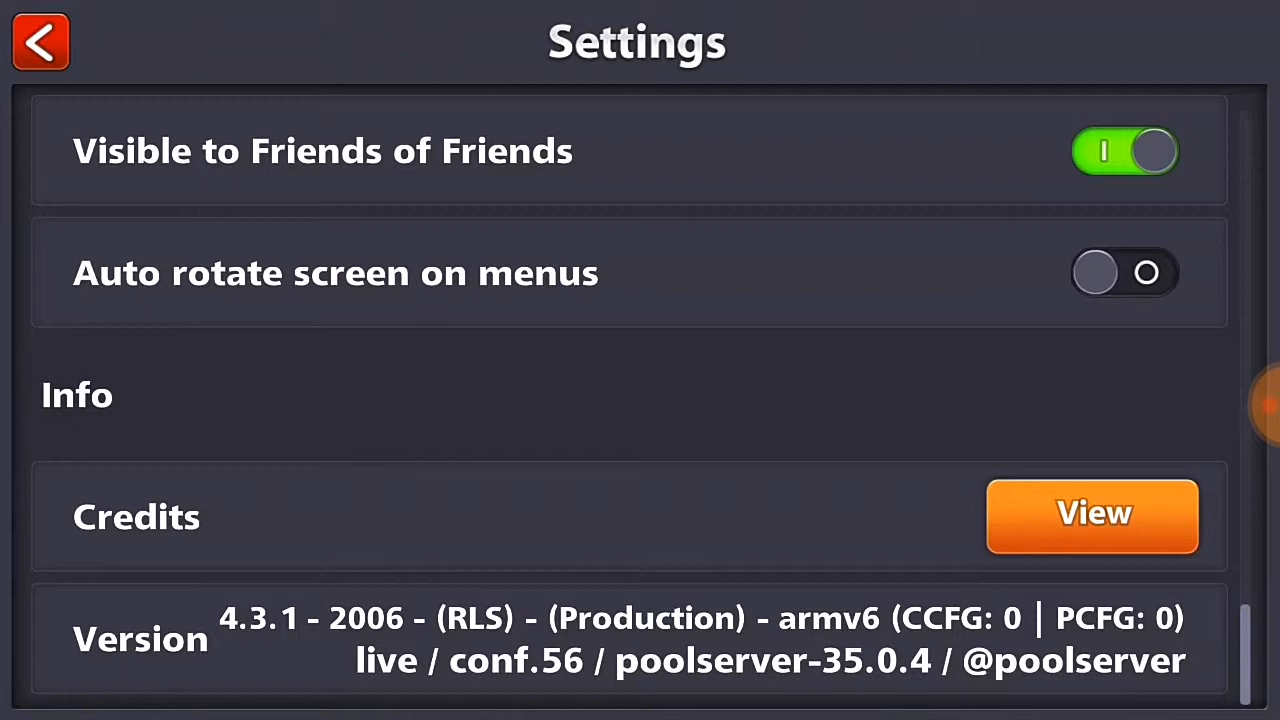 Settings
Visible to Friends of Friends
Auto rotate screen on menus
Info
Credits
View
Version
4.3.1 - 2006 - (RLS) - (Production) - armv6 (CCFG: 0 | PCFG: 0)
live / conf.56 / poolserver-35.0.4 / @poolserver